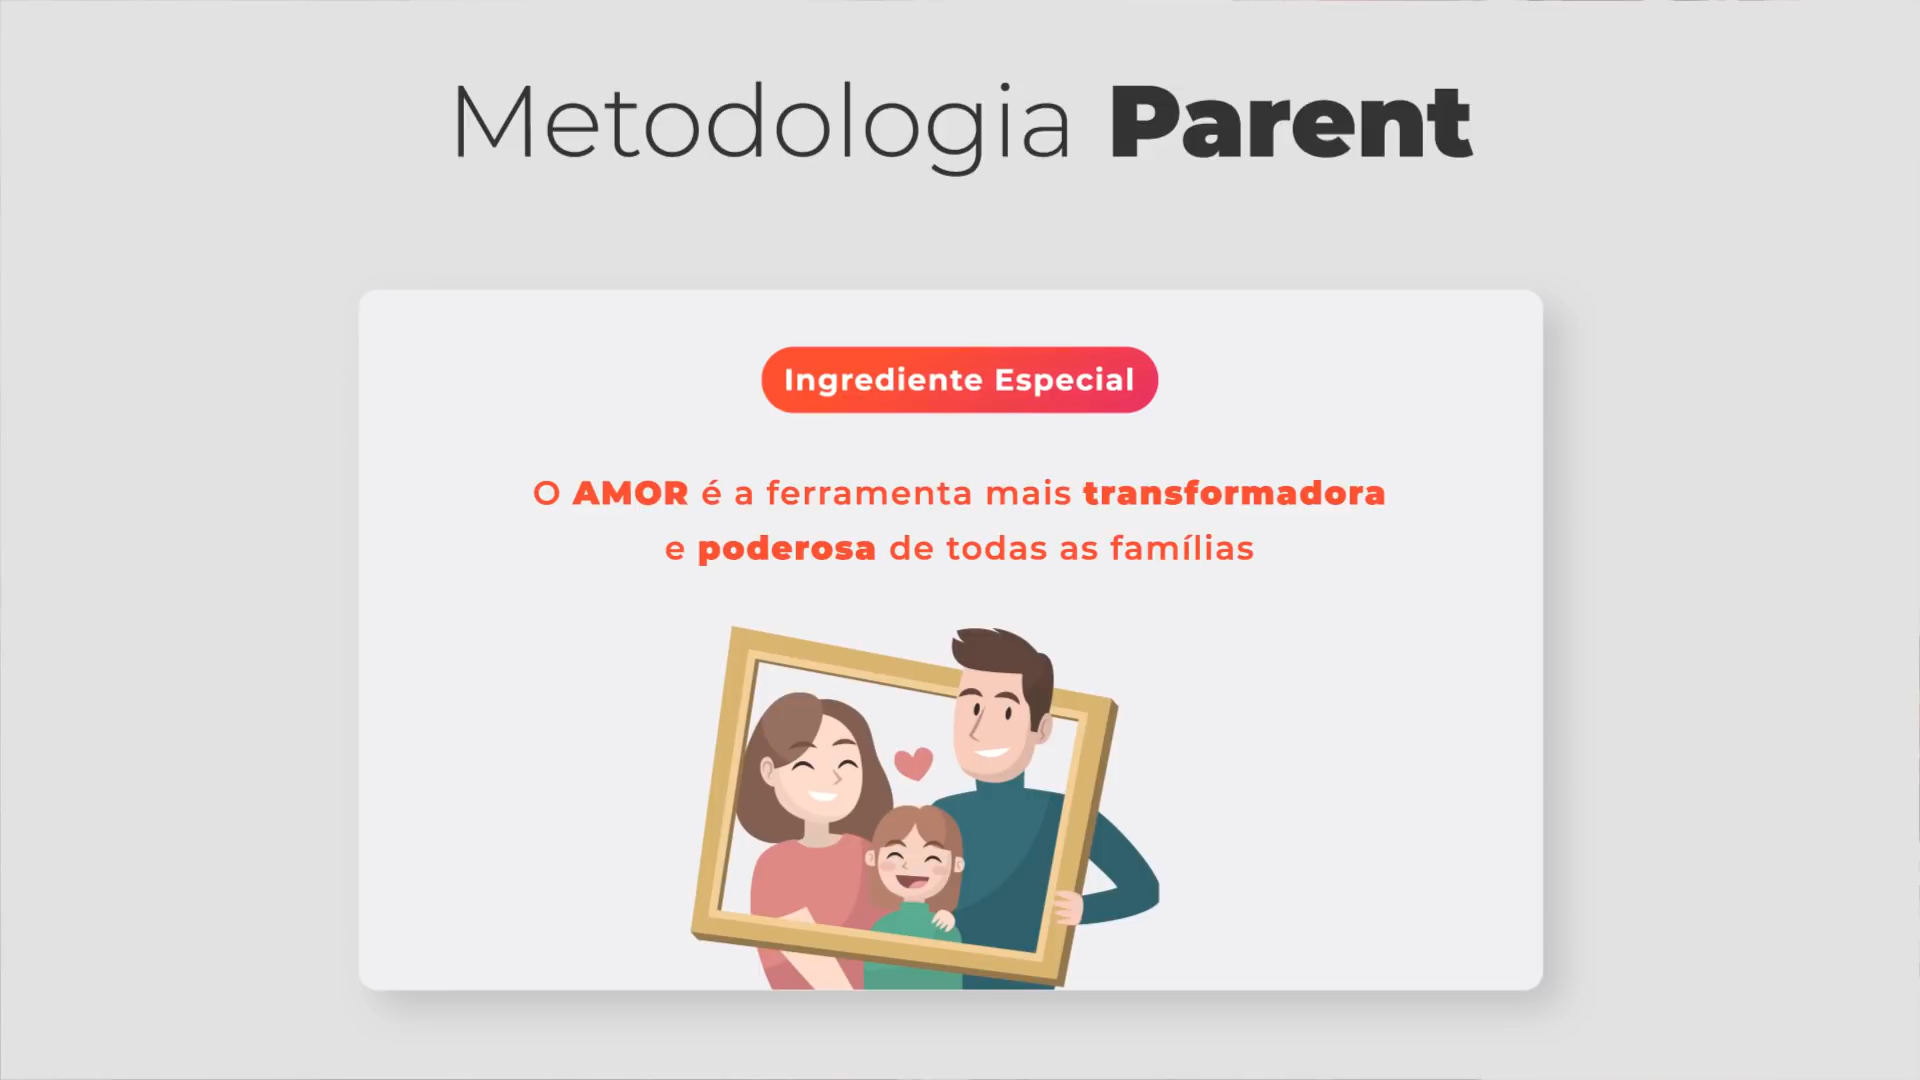 Metodologia Parent
Ingrediente Especial
O AMOR é a ferramenta mais transformadora
e poderosa de todas as famílias